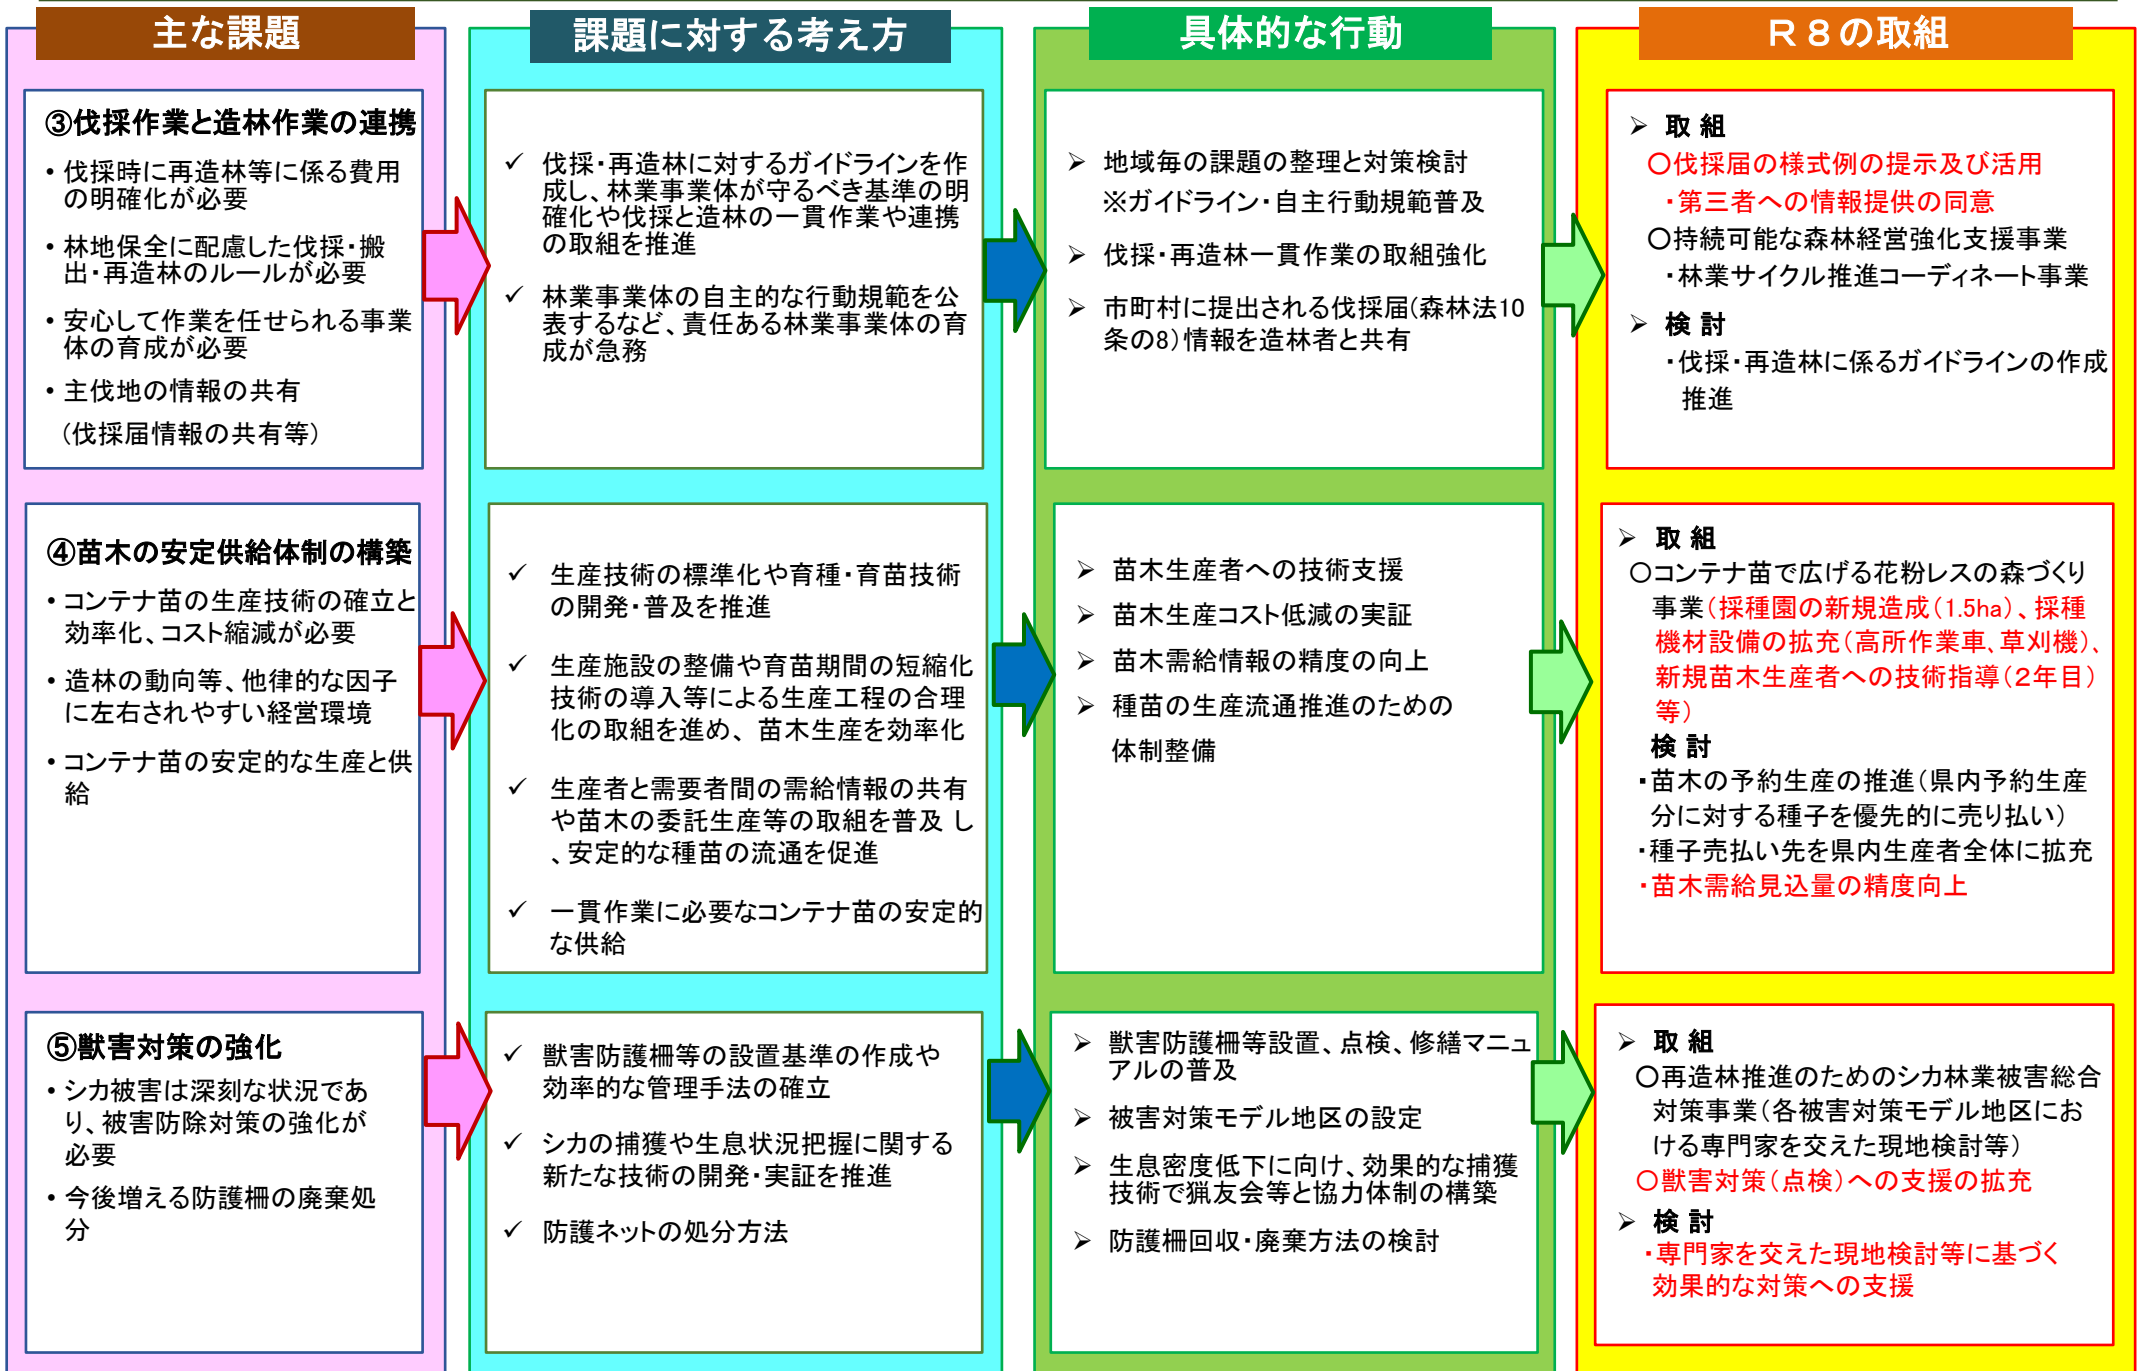 主な課題
課題に対する考え方
具体的な行動
R8の取組
③伐採作業と造林作業の連携
• 伐採時に再造林等に係る費用
の明確化が必要
• 林地保全に配慮した伐採・搬
出・再造林のルールが必要
• 安心して作業を任せられる事業
体の育成が必要
• 主伐地の情報の共有
(伐採届情報の共有等)
✓ 伐採・再造林に対するガイドラインを作
成し、林業事業体が守るべき基準の明
確化や伐採と造林の一貫作業や連携
の取組を推進
✓ 林業事業体の自主的な行動規範を公
表するなど、責任ある林業事業体の育
成が急務
➢ 地域毎の課題の整理と対策検討
※ガイドライン・自主行動規範普及
➢ 伐採・再造林一貫作業の取組強化
➢ 市町村に提出される伐採届(森林法10
条の8)情報を造林者と共有
➢ 取 組
〇伐採届の様式例の提示及び活用
・第三者への情報提供の同意
〇持続可能な森林経営強化支援事業
・林業サイクル推進コーディネート事業
➢ 検 討
・伐採・再造林に係るガイドラインの作成
推進
④苗木の安定供給体制の構築
• コンテナ苗の生産技術の確立と
効率化、コスト縮減が必要
• 造林の動向等、他律的な因子
に左右されやすい経営環境
• コンテナ苗の安定的な生産と供
給
✓ 生産技術の標準化や育種・育苗技術
の開発・普及を推進
✓ 生産施設の整備や育苗期間の短縮化
技術の導入等による生産工程の合理
化の取組を進め、苗木生産を効率化
✓ 生産者と需要者間の需給情報の共有
や苗木の委託生産等の取組を普及 し
、安定的な種苗の流通を促進
✓ 一貫作業に必要なコンテナ苗の安定的
な供給
➢ 苗木生産者への技術支援
➢ 苗木生産コスト低減の実証
➢ 苗木需給情報の精度の向上
➢ 種苗の生産流通推進のための
体制整備
➢ 取 組
〇コンテナ苗で広げる花粉レスの森づくり
事業(採種園の新規造成(1.5ha)、採種
機材設備の拡充(高所作業車、草刈機)、
新規苗木生産者への技術指導(2年目)
等)
検 討
・苗木の予約生産の推進(県内予約生産
分に対する種子を優先的に売り払い)
・種子売払い先を県内生産者全体に拡充
・苗木需給見込量の精度向上
⑤獣害対策の強化
• シカ被害は深刻な状況であ
り、被害防除対策の強化が
必要
• 今後増える防護柵の廃棄処
分
✓ 獣害防護柵等の設置基準の作成や
効率的な管理手法の確立
✓ シカの捕獲や生息状況把握に関する
新たな技術の開発・実証を推進
✓ 防護ネットの処分方法
➢ 獣害防護柵等設置、点検、修繕マニュ
アルの普及
➢ 被害対策モデル地区の設定
➢ 生息密度低下に向け、効果的な捕獲
技術で猟友会等と協力体制の構築
➢ 防護柵回収・廃棄方法の検討
➢ 取 組
〇再造林推進のためのシカ林業被害総合
対策事業(各被害対策モデル地区にお
ける専門家を交えた現地検討等)
〇獣害対策(点検)への支援の拡充
➢ 検 討
・専門家を交えた現地検討等に基づく
効果的な対策への支援